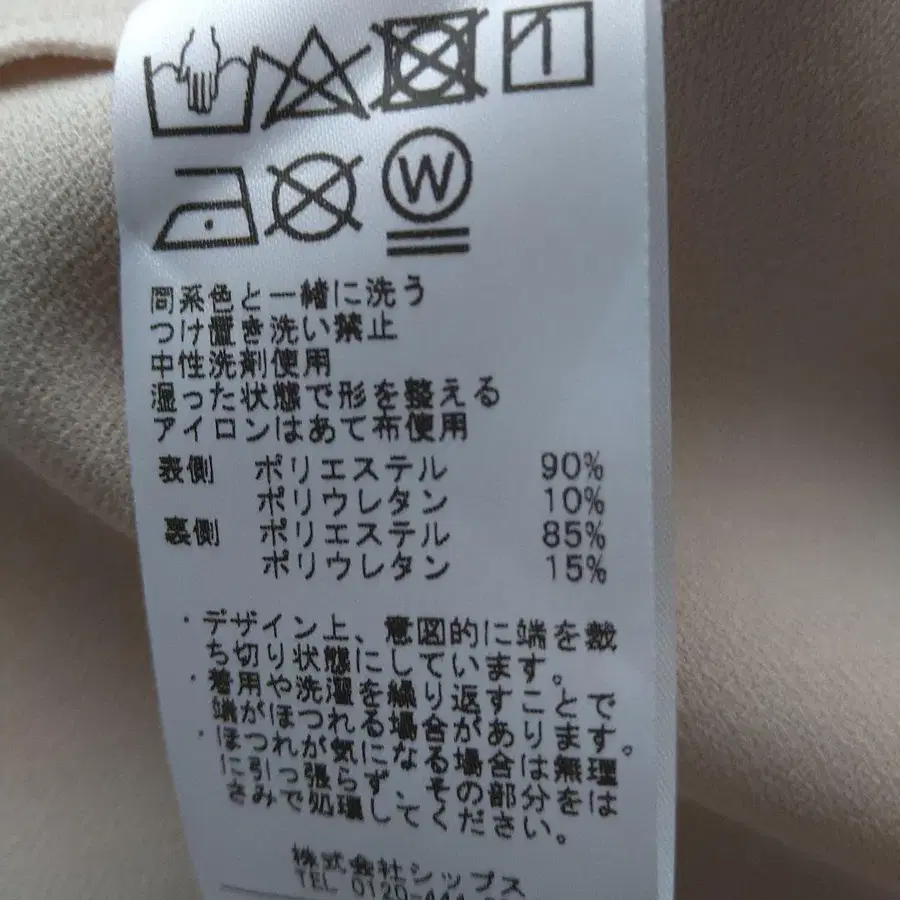 W
同系色と一緒に洗う
つけ置き洗い禁止
中性洗剤使用
湿った状態で形を整える
アイロンはあて布使用
表側 ポリエステル 90%
ポリウレタン 10%
裏側 ポリエステル 85%
ポリウレタン 15%
・デザイン上、意図的に端を裁
ち切り状態にしています。
・着用や洗濯を繰り返すことで
端がほつれる場合があります。
・ほつれが気になる場合は無理
に引っ張らず、その部分をは
さみで処理してください。
株式会社シップス
TEL 0120-444-